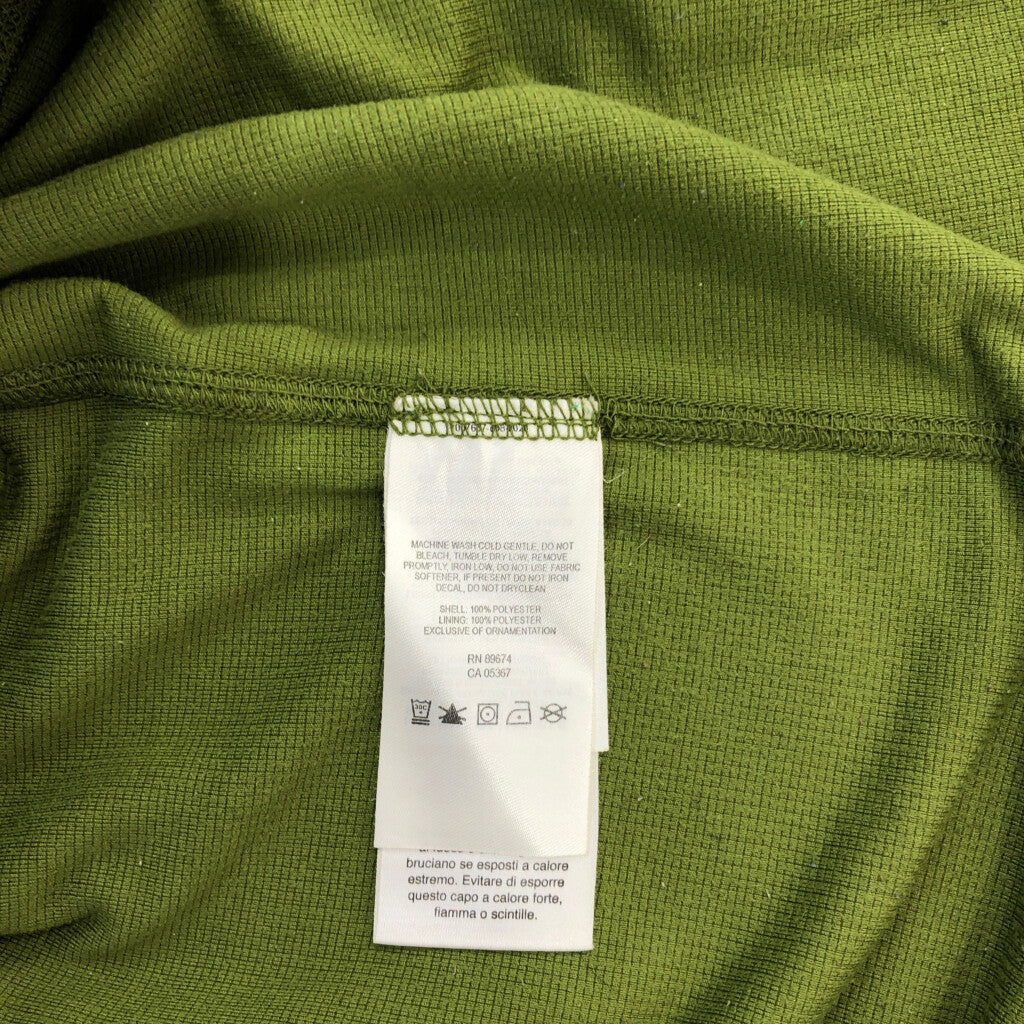 MACHINE WASH COLD GENTLE, DO NOT
BLEACH, TUMBLE DRY LOW, REMOVE
PROMPTLY, IRON LOW, DO NOT USE FABRIC
SOFTENER, IF PRESENT DO NOT IRON
DECAL, DO NOT DRYCLEAN
SHELL: 100% POLYESTER
LINING: 100% POLYESTER
EXCLUSIVE OF ORNAMENTATION
RN 89674
CA 05367
30C
bruciano se esposti a calore
estremo. Evitare di esporre
questo capo a calore forte,
fiamma o scintille.